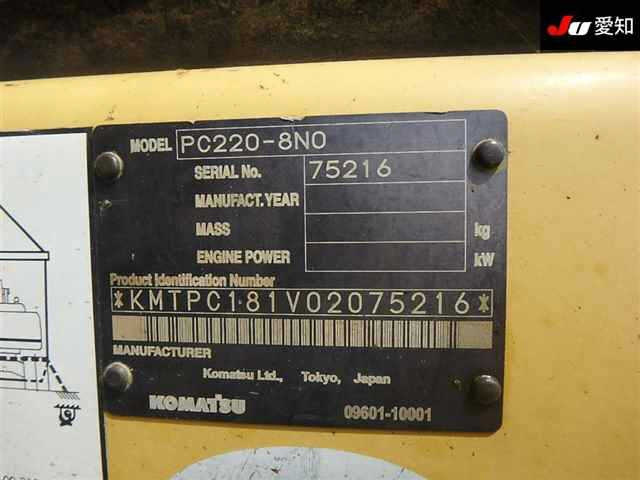 JU 愛知
MODEL PC220-8N0
SERIAL No. 75216
MANUFACT. YEAR
MASS kg
ENGINE POWER kW
Product Identification Number
*KMTPC181V02075216*
MANUFACTURER
Komatsu Ltd., Tokyo, Japan
KOMATSU 09601-10001